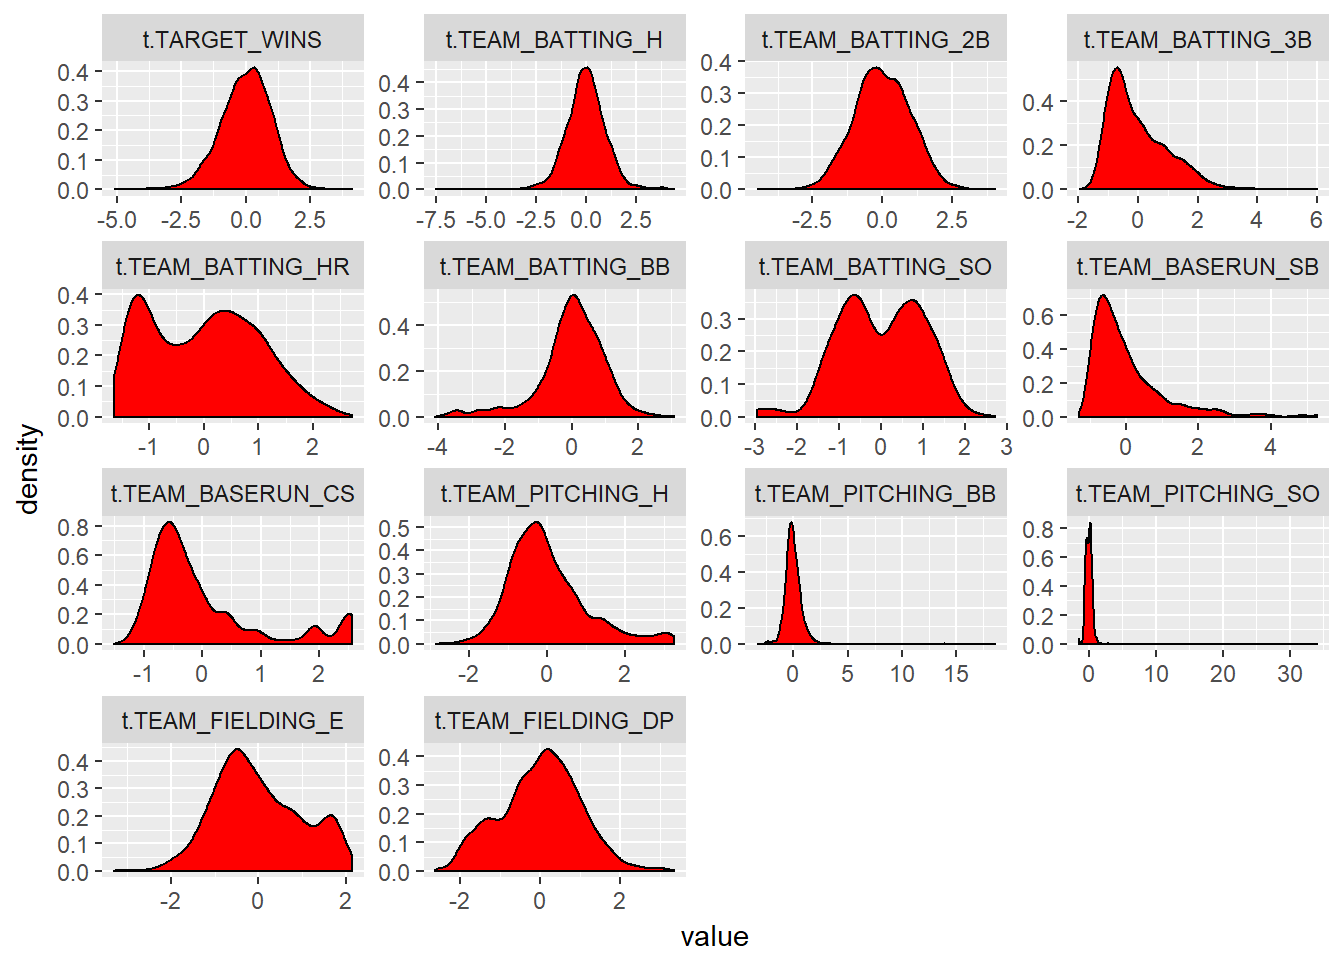 t.TARGET_WINS
0.4
0.3
0.2
0.1
0.0
-5.0 -2.5 0.0 2.5
t.TEAM_BATTING_H
0.4
0.3
0.2
0.1
0.0
-7.5 -5.0 -2.5 0.0 2.5
t.TEAM_BATTING_2B
0.4
0.3
0.2
0.1
0.0
-2.5 0.0 2.5
t.TEAM_BATTING_3B
0.4
0.2
0.0
-2 0 2 4 6
t.TEAM_BATTING_HR
0.4
0.3
0.2
0.1
0.0
-1 0 1 2
t.TEAM_BATTING_BB
0.4
0.2
0.0
-4 -2 0 2
t.TEAM_BATTING_SO
0.3
0.2
0.1
0.0
-3 -2 -1 0 1 2 3
t.TEAM_BASERUN_SB
0.6
0.4
0.2
0.0
0 2 4
t.TEAM_BASERUN_CS
0.8
0.6
0.4
0.2
0.0
-1 0 1 2
t.TEAM_PITCHING_H
0.5
0.4
0.3
0.2
0.1
0.0
-2 0 2
t.TEAM_PITCHING_BB
0.6
0.4
0.2
0.0
0 5 10 15
t.TEAM_PITCHING_SO
0.8
0.6
0.4
0.2
0.0
0 10 20 30
t.TEAM_FIELDING_E
0.4
0.3
0.2
0.1
0.0
-2 0 2
t.TEAM_FIELDING_DP
0.4
0.3
0.2
0.1
0.0
-2 0 2
density
value